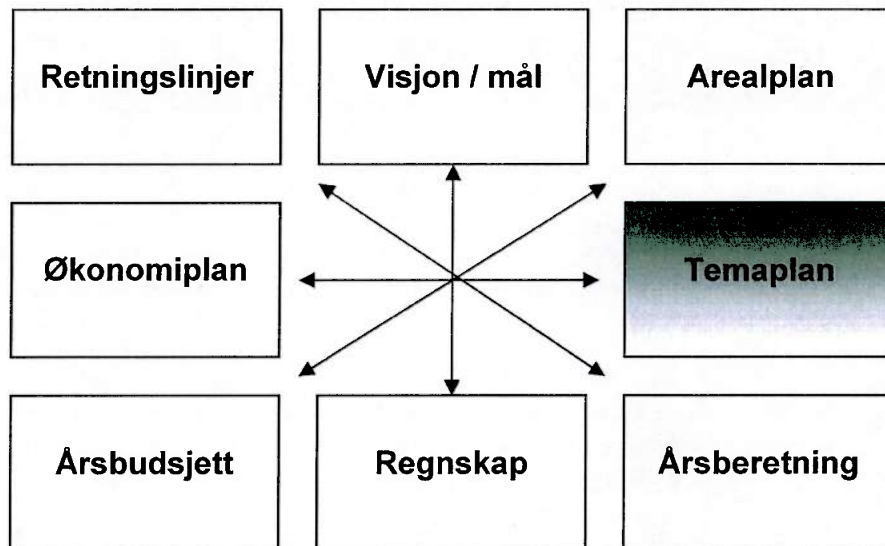 Retningslinjer
Visjon / mål
Arealplan
Økonomiplan
Temaplan
Årsbudsjett
Regnskap
Årsberetning